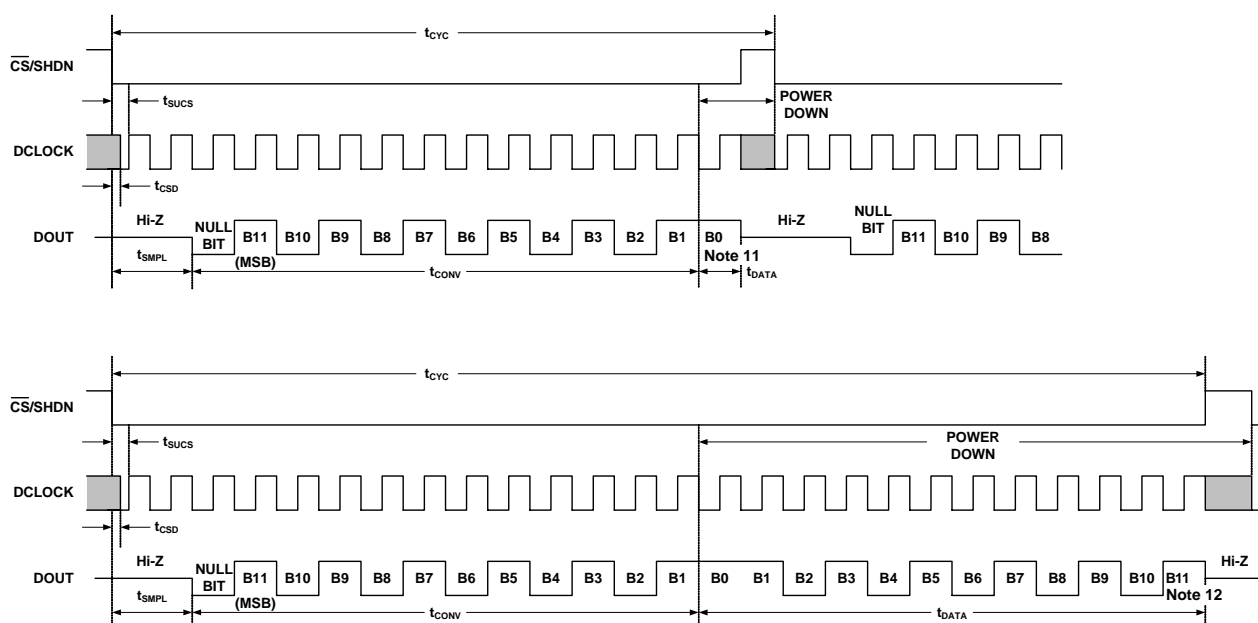 tCYC
CS/SHDN
tSUCS
POWER
DOWN
DCLOCK
tCSD
Hi-Z
NULL
BIT
DOUT
B11 B10 B9 B8 B7 B6 B5 B4 B3 B2 B1 B0
Hi-Z
NULL
BIT
B11 B10 B9 B8
tSMPL
(MSB)
tCONV
Note 11
tDATA
tCYC
CS/SHDN
tSUCS
POWER
DOWN
DCLOCK
tCSD
Hi-Z
NULL
BIT
DOUT
B11 B10 B9 B8 B7 B6 B5 B4 B3 B2 B1 B0 B1 B2 B3 B4 B5 B6 B7 B8 B9 B10 B11
Hi-Z
tSMPL
(MSB)
tCONV
tDATA
Note 12